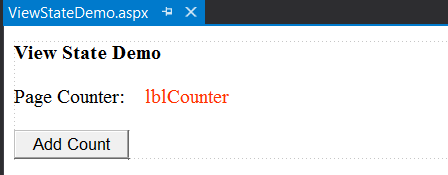 ViewStateDemo.aspx
View State Demo
Page Counter: lblCounter
Add Count